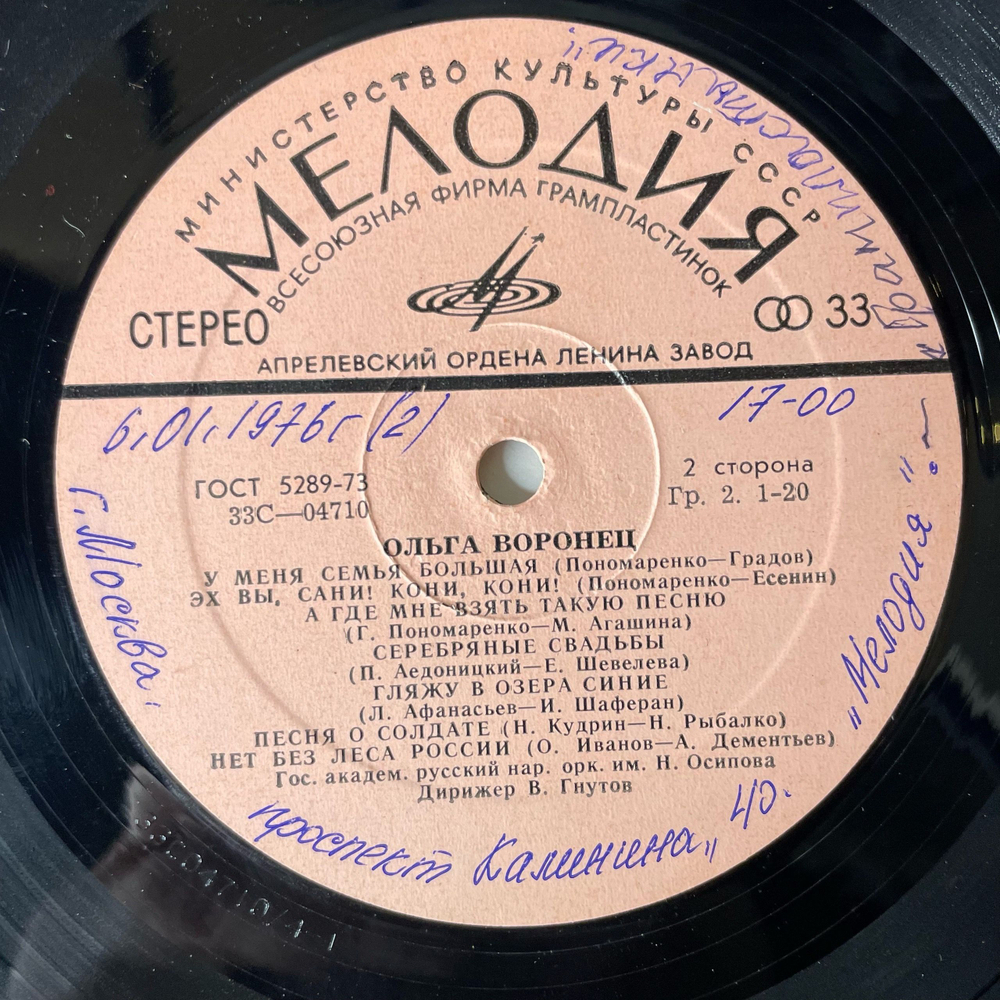 МИНИСТЕРСТВО КУЛЬТУРЫ СССР
МЕЛОДИЯ
ВСЕСОЮЗНАЯ ФИРМА ГРАМПЛАСТИНОК
СТЕРЕО
33
АПРЕЛЕВСКИЙ ОРДЕНА ЛЕНИНА ЗАВОД
6.01.1976г (2)
17-00
ГОСТ 5289-73
2 сторона
33С—04710
Гр. 2. 1-20
ОЛЬГА ВОРОНЕЦ
У МЕНЯ СЕМЬЯ БОЛЬШАЯ (Пономаренко—Градов)
ЭХ ВЫ, САНИ! КОНИ, КОНИ! (Пономаренко—Есенин)
А ГДЕ МНЕ ВЗЯТЬ ТАКУЮ ПЕСНЮ
(Г. Пономаренко—М. Агашина)
СЕРЕБРЯНЫЕ СВАДЬБЫ
(П. Аедоницкий—Е. Шевелева)
ГЛЯЖУ В ОЗЕРА СИНИЕ
(Л. Афанасьев—И. Шаферан)
ПЕСНЯ О СОЛДАТЕ (Н. Кудрин—Н. Рыбалко)
НЕТ БЕЗ ЛЕСА РОССИИ (О. Иванов—А. Дементьев)
Гос. академ. русский нар. орк. им. Н. Осипова
Дирижер В. Гнутов
г. Москва.
проспект Калинина„ 40.
„Мелодия".—